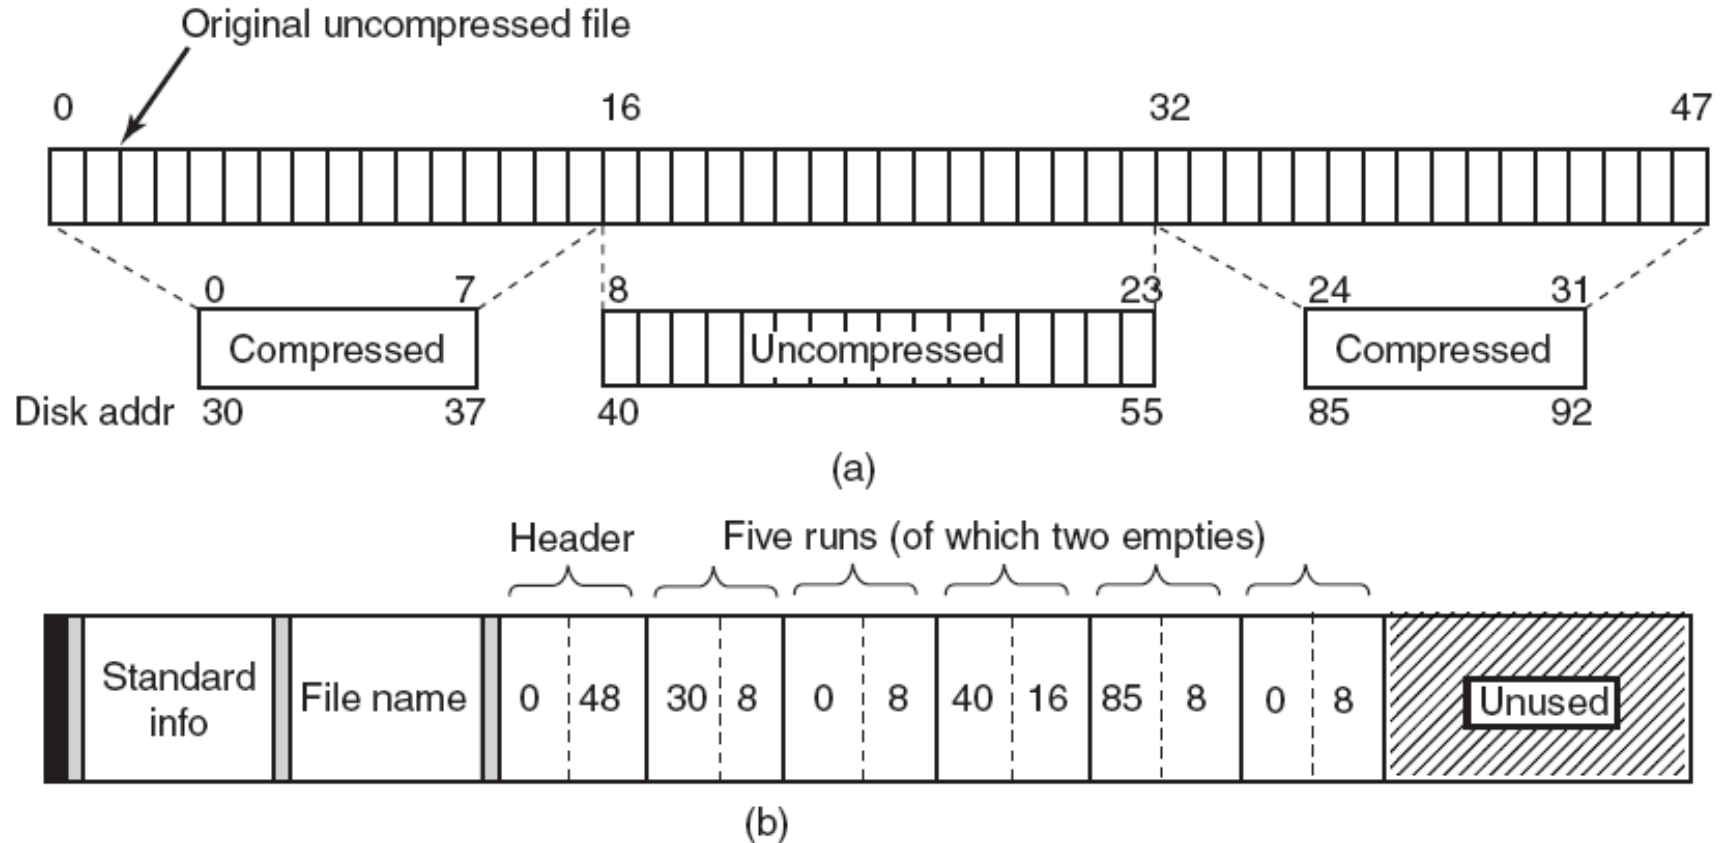 Original uncompressed file
0 16 32 47
0 7 8 23 24 31
Compressed Uncompressed Compressed
Disk addr 30 37 40 55 85 92
(a)
Header Five runs (of which two empties)
Standard info File name 0 48 30 8 0 8 40 16 85 8 0 8 Unused
(b)